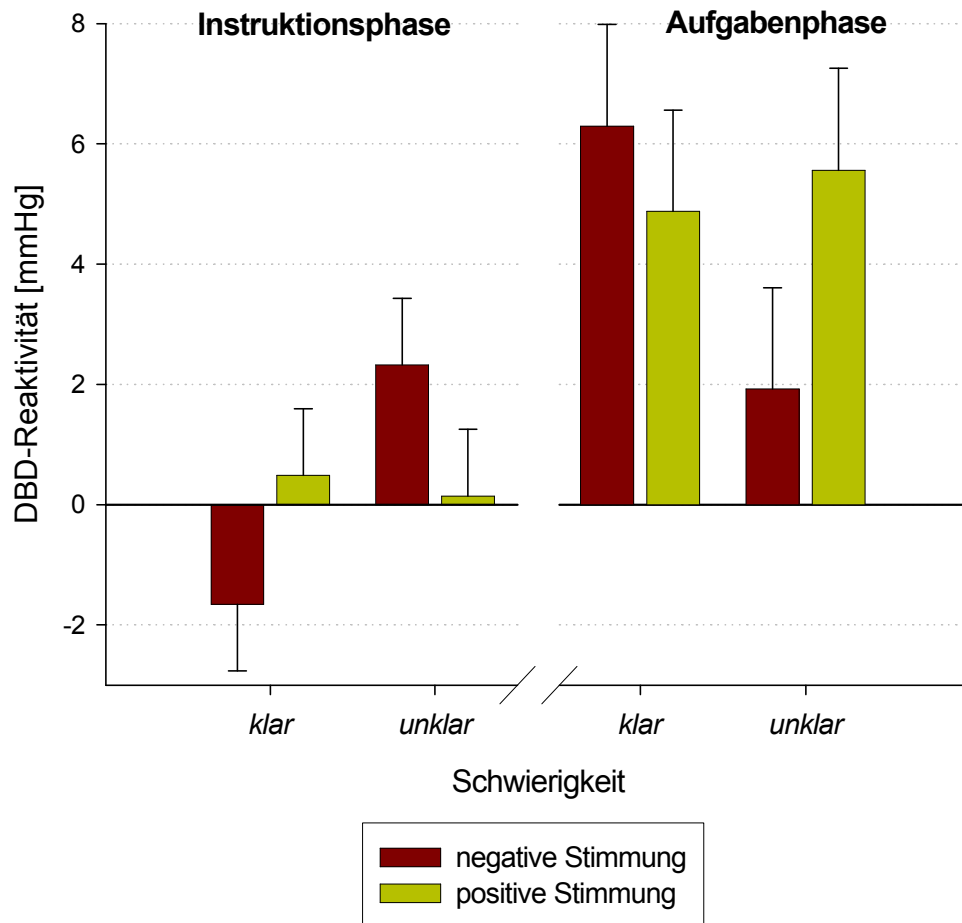 Instruktionsphase Aufgabenphase
DBD-Reaktivität [mmHg]
8
6
4
2
0
-2
klar unklar klar unklar
Schwierigkeit
negative Stimmung
positive Stimmung